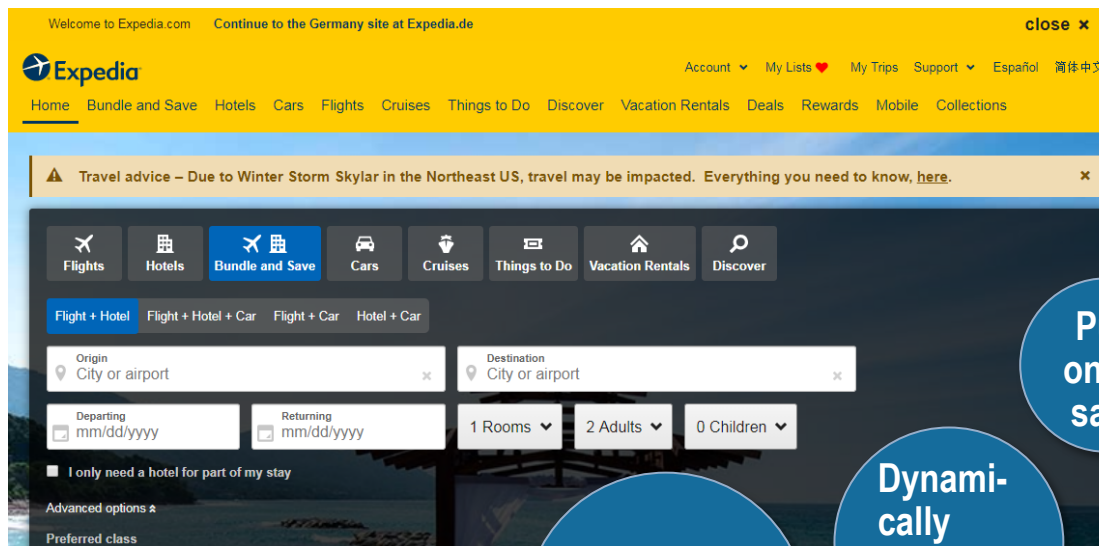 Welcome to Expedia.com Continue to the Germany site at Expedia.de close ×
Expedia
Account My Lists My Trips Support Español 简体中文
Home Bundle and Save Hotels Cars Flights Cruises Things to Do Discover Vacation Rentals Deals Rewards Mobile Collections
Travel advice – Due to Winter Storm Skylar in the Northeast US, travel may be impacted. Everything you need to know, here. ×
Flights Hotels Bundle and Save Cars Cruises Things to Do Vacation Rentals Discover
Flight + Hotel Flight + Hotel + Car Flight + Car Hotel + Car
Origin Destination
City or airport × City or airport ×
Departing Returning
mm/dd/yyyy mm/dd/yyyy 1 Rooms 2 Adults 0 Children
I only need a hotel for part of my stay
Advanced options
Preferred class
Dynami-
cally